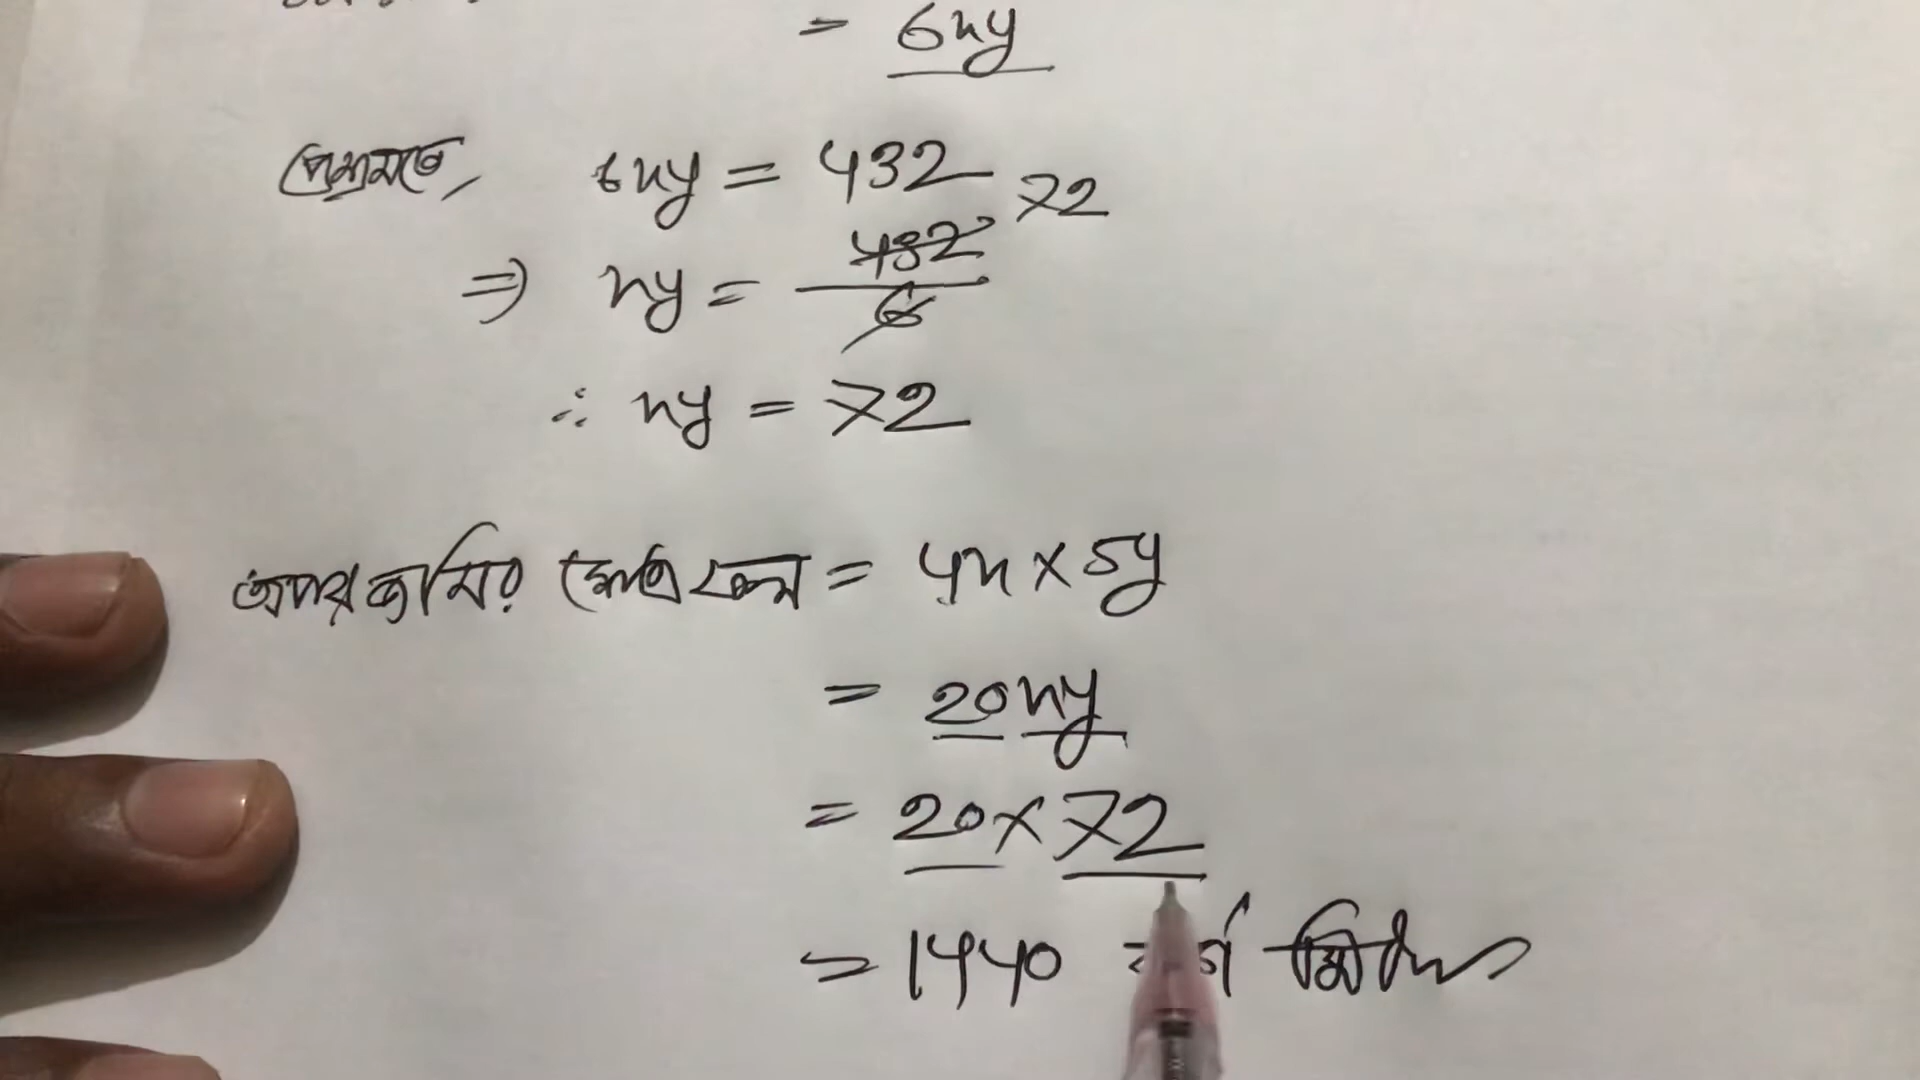 = 6xy
প্রশ্নমতে, 6xy = 432
⇒ xy = 432/6 72
∴ xy = 72
অপর জমির ক্ষেত্রফল = 4x × 5y
= 20xy
= 20 × 72
= 1440 বর্গ মিটার